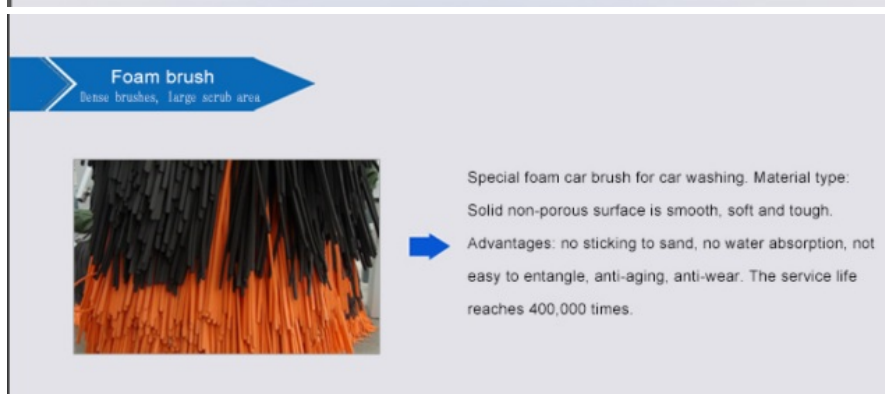 Foam brush
Dense brushes, large scrub area
Special foam car brush for car washing. Material type:
Solid non-porous surface is smooth, soft and tough.
Advantages: no sticking to sand, no water absorption, not
easy to entangle, anti-aging, anti-wear. The service life
reaches 400,000 times.